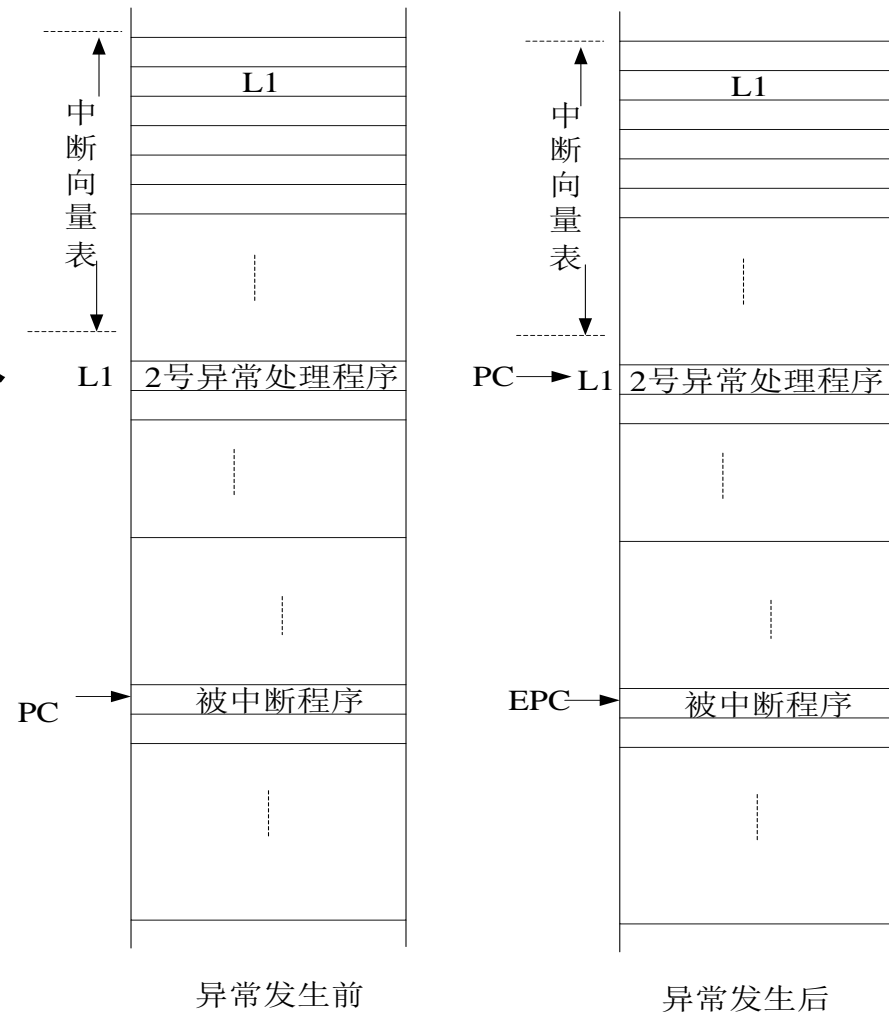 L1
中断向量表
L1
2号异常处理程序
PC
被中断程序
异常发生前
L1
中断向量表
PC
L1
2号异常处理程序
EPC
被中断程序
异常发生后